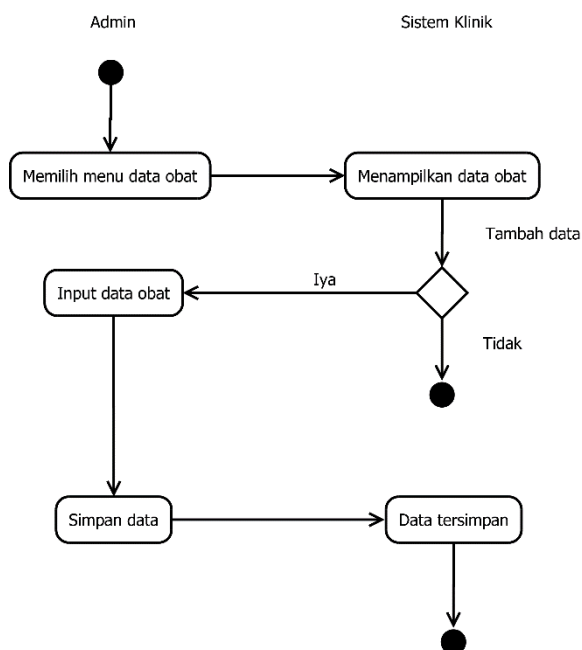 Admin
Sistem Klinik
Memilih menu data obat
Menampilkan data obat
Tambah data
Iya
Input data obat
Tidak
Simpan data
Data tersimpan